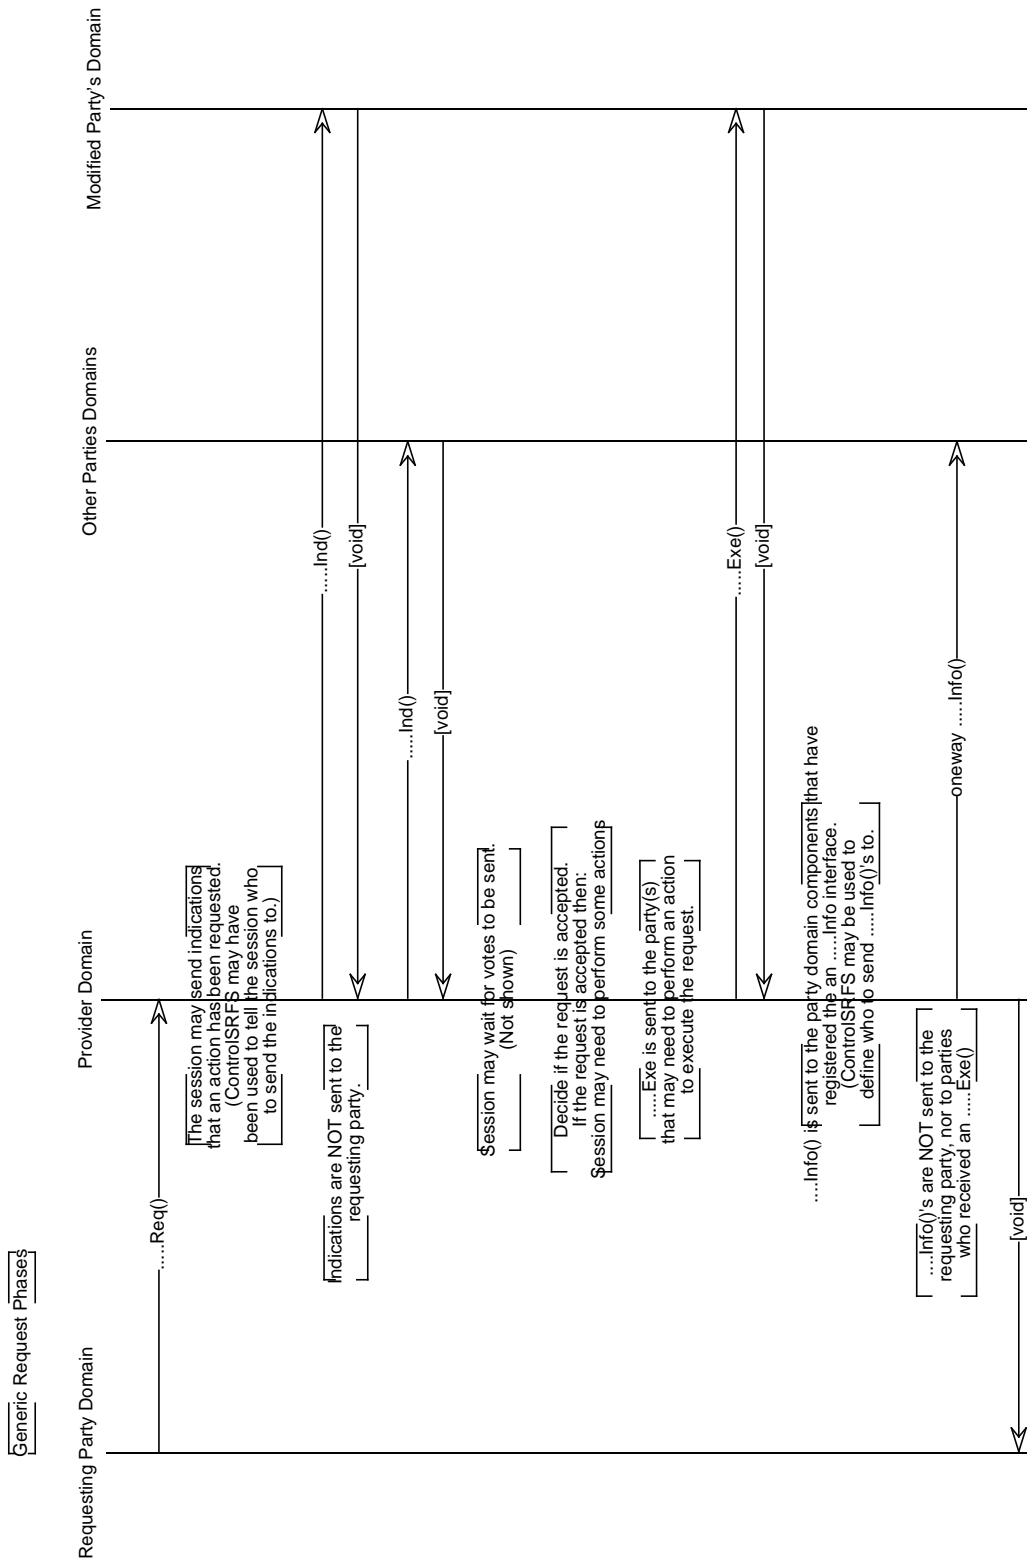 Generic Request Phases
Requesting Party Domain
Provider Domain
Other Parties Domains
Modified Party's Domain
.....Req()
The session may send indications
that an action has been requested.
(ControlSRFS may have
been used to tell the session who
to send the indications to.)
......Ind()
Indications are NOT sent to the
requesting party.
[void]
......Ind()
[void]
Session may wait for votes to be sent.
(Not shown)
Decide if the request is accepted.
If the request is accepted then:
Session may need to perform some actions
.....Exe is sent to the party(s)
that may need to perform an action
to execute the request.
......Exe()
[void]
....Info() is sent to the party domain components that have
registered the an .....Info interface.
(ControlSRFS may be used to
define who to send .....Info()'s to.
....Info()'s are NOT sent to the
requesting party, nor to parties
who received an .....Exe()
oneway ......Info()
[void]